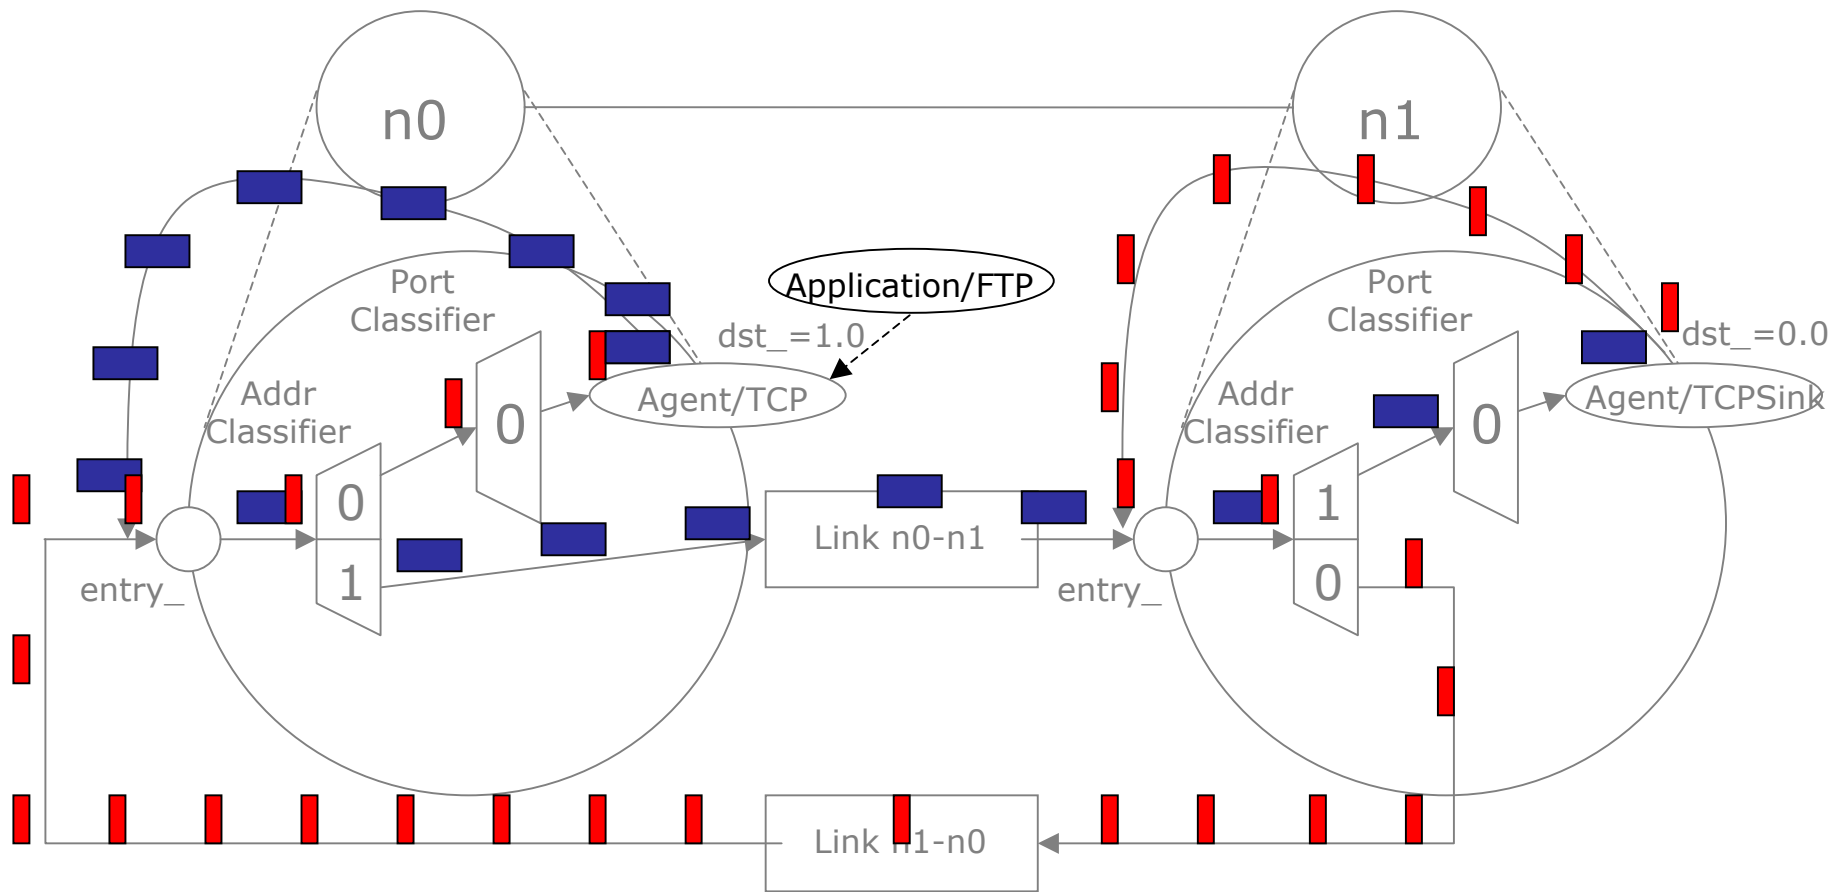 n0
n1
Port
Classifier
Application/FTP
dst_=1.0
Port
Classifier
dst_=0.0
Addr
Classifier
0
Agent/TCP
Addr
Classifier
0
Agent/TCPSink
0
1
entry_
Link n0-n1
entry_
1
0
Link n1-n0